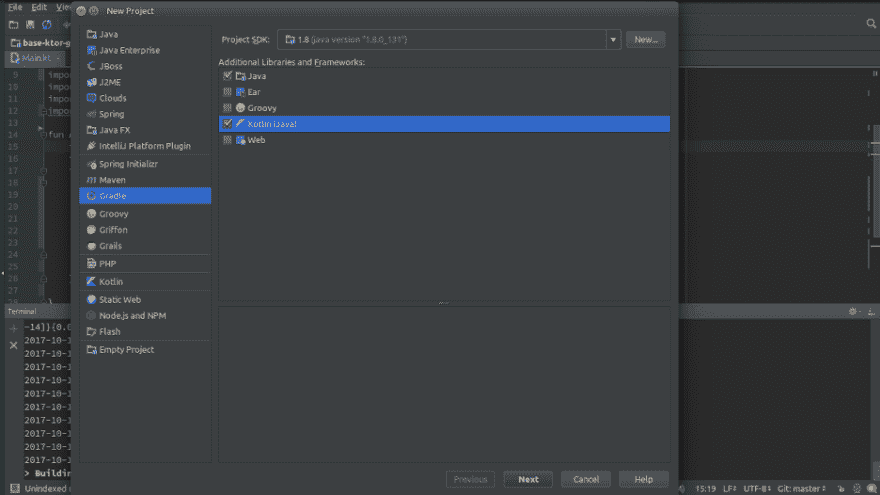 File Edit
New Project
base-ktor-g
Main.kt
Java
Java Enterprise
JBoss
J2ME
Clouds
Spring
Java FX
IntelliJ Platform Plugin
Spring Initializr
Maven
Gradle
Groovy
Griffon
Grails
PHP
Kotlin
Static Web
Node.js and NPM
Flash
Empty Project
Project SDK:
1.8 (java version "1.8.0_131")
New...
Additional Libraries and Frameworks:
Java
Ear
Groovy
Kotlin (Java)
Web
9 impo
10 impo
11 impo
12 impo
13
14 fun
15
16
17
18
19
20
21
22
23
24
25
26
27
28 }
Terminal
-14]){0.0
2017-10-1
2017-10-1
2017-10-1
2017-10-1
2017-10-1
2017-10-1
2017-10-1
2017-10-1
2017-10-1
2017-10-1
> Buildin
Previous
Next
Cancel
Help
Unindexed
15:19 LF UTF-8 Git: master